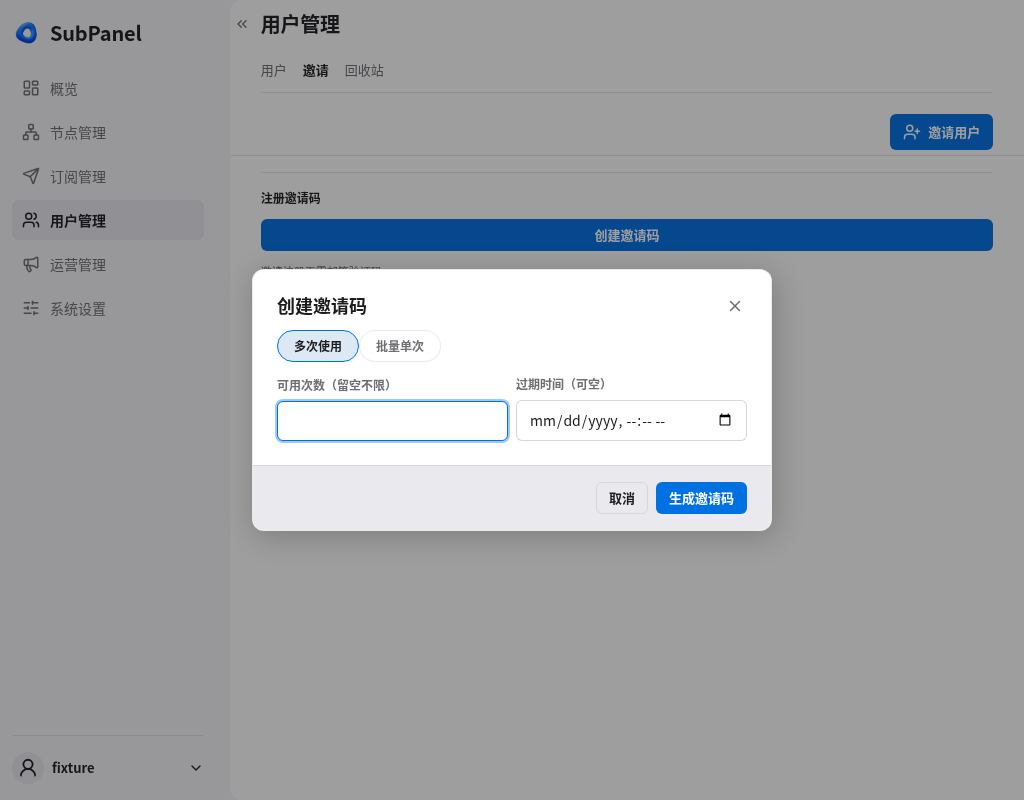 SubPanel
概览
节点管理
订阅管理
用户管理
运营管理
系统设置
fixture
用户管理
用户 邀请 回收站
邀请用户
注册邀请码
创建邀请码
创建邀请码
多次使用 批量单次
可用次数（留空不限） 过期时间（可空）
mm/dd/yyyy, --:-- --
取消 生成邀请码